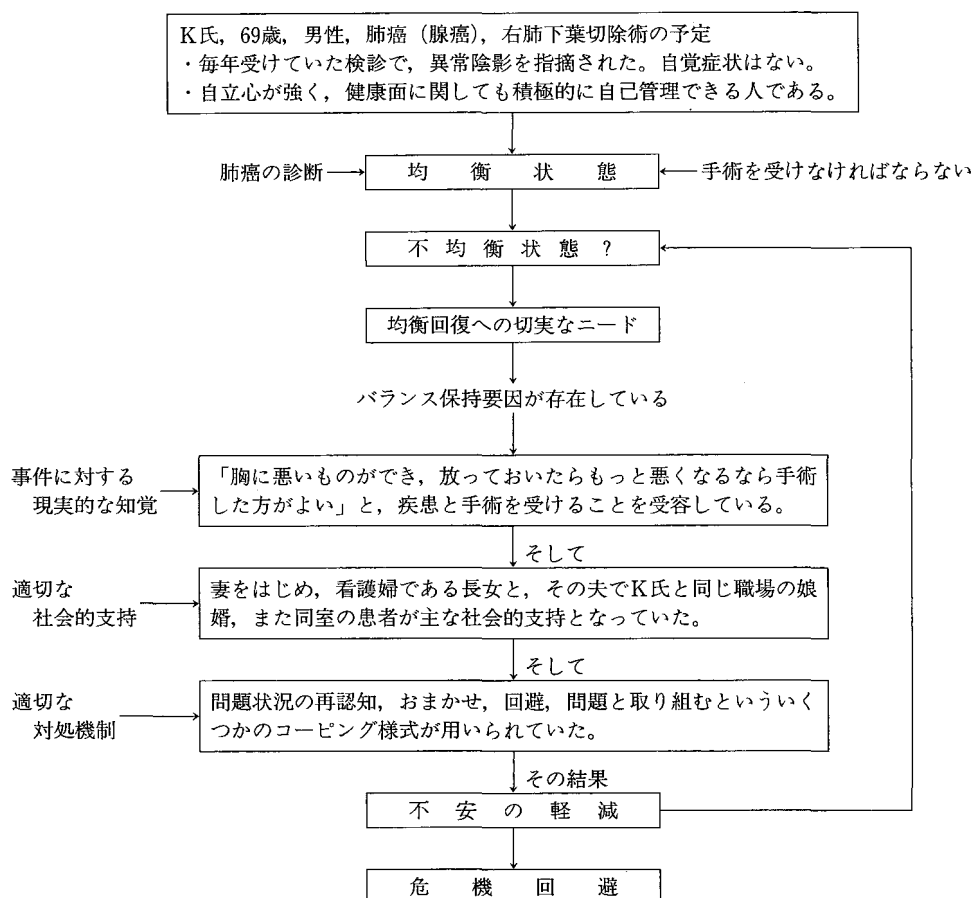 K氏，69歳，男性，肺癌（腺癌），右肺下葉切除術の予定
・毎年受けていた検診で，異常陰影を指摘された。自覚症状はない。
・自立心が強く，健康面に関しても積極的に自己管理できる人である。
肺癌の診断
均衡状態
手術を受けなければならない
不均衡状態？
均衡回復への切実なニード
バランス保持要因が存在している
事件に対する
現実的な知覚
「胸に悪いものができ，放っておいたらもっと悪くなるなら手術
した方がよい」と，疾患と手術を受けることを受容している。
そして
適切な
社会的支持
妻をはじめ，看護婦である長女と，その夫でK氏と同じ職場の娘
婿，また同室の患者が主な社会的支持となっていた。
そして
適切な
対処機制
問題状況の再認知，おまかせ，回避，問題と取り組むといういく
つかのコーピング様式が用いられていた。
その結果
不安の軽減
危機回避